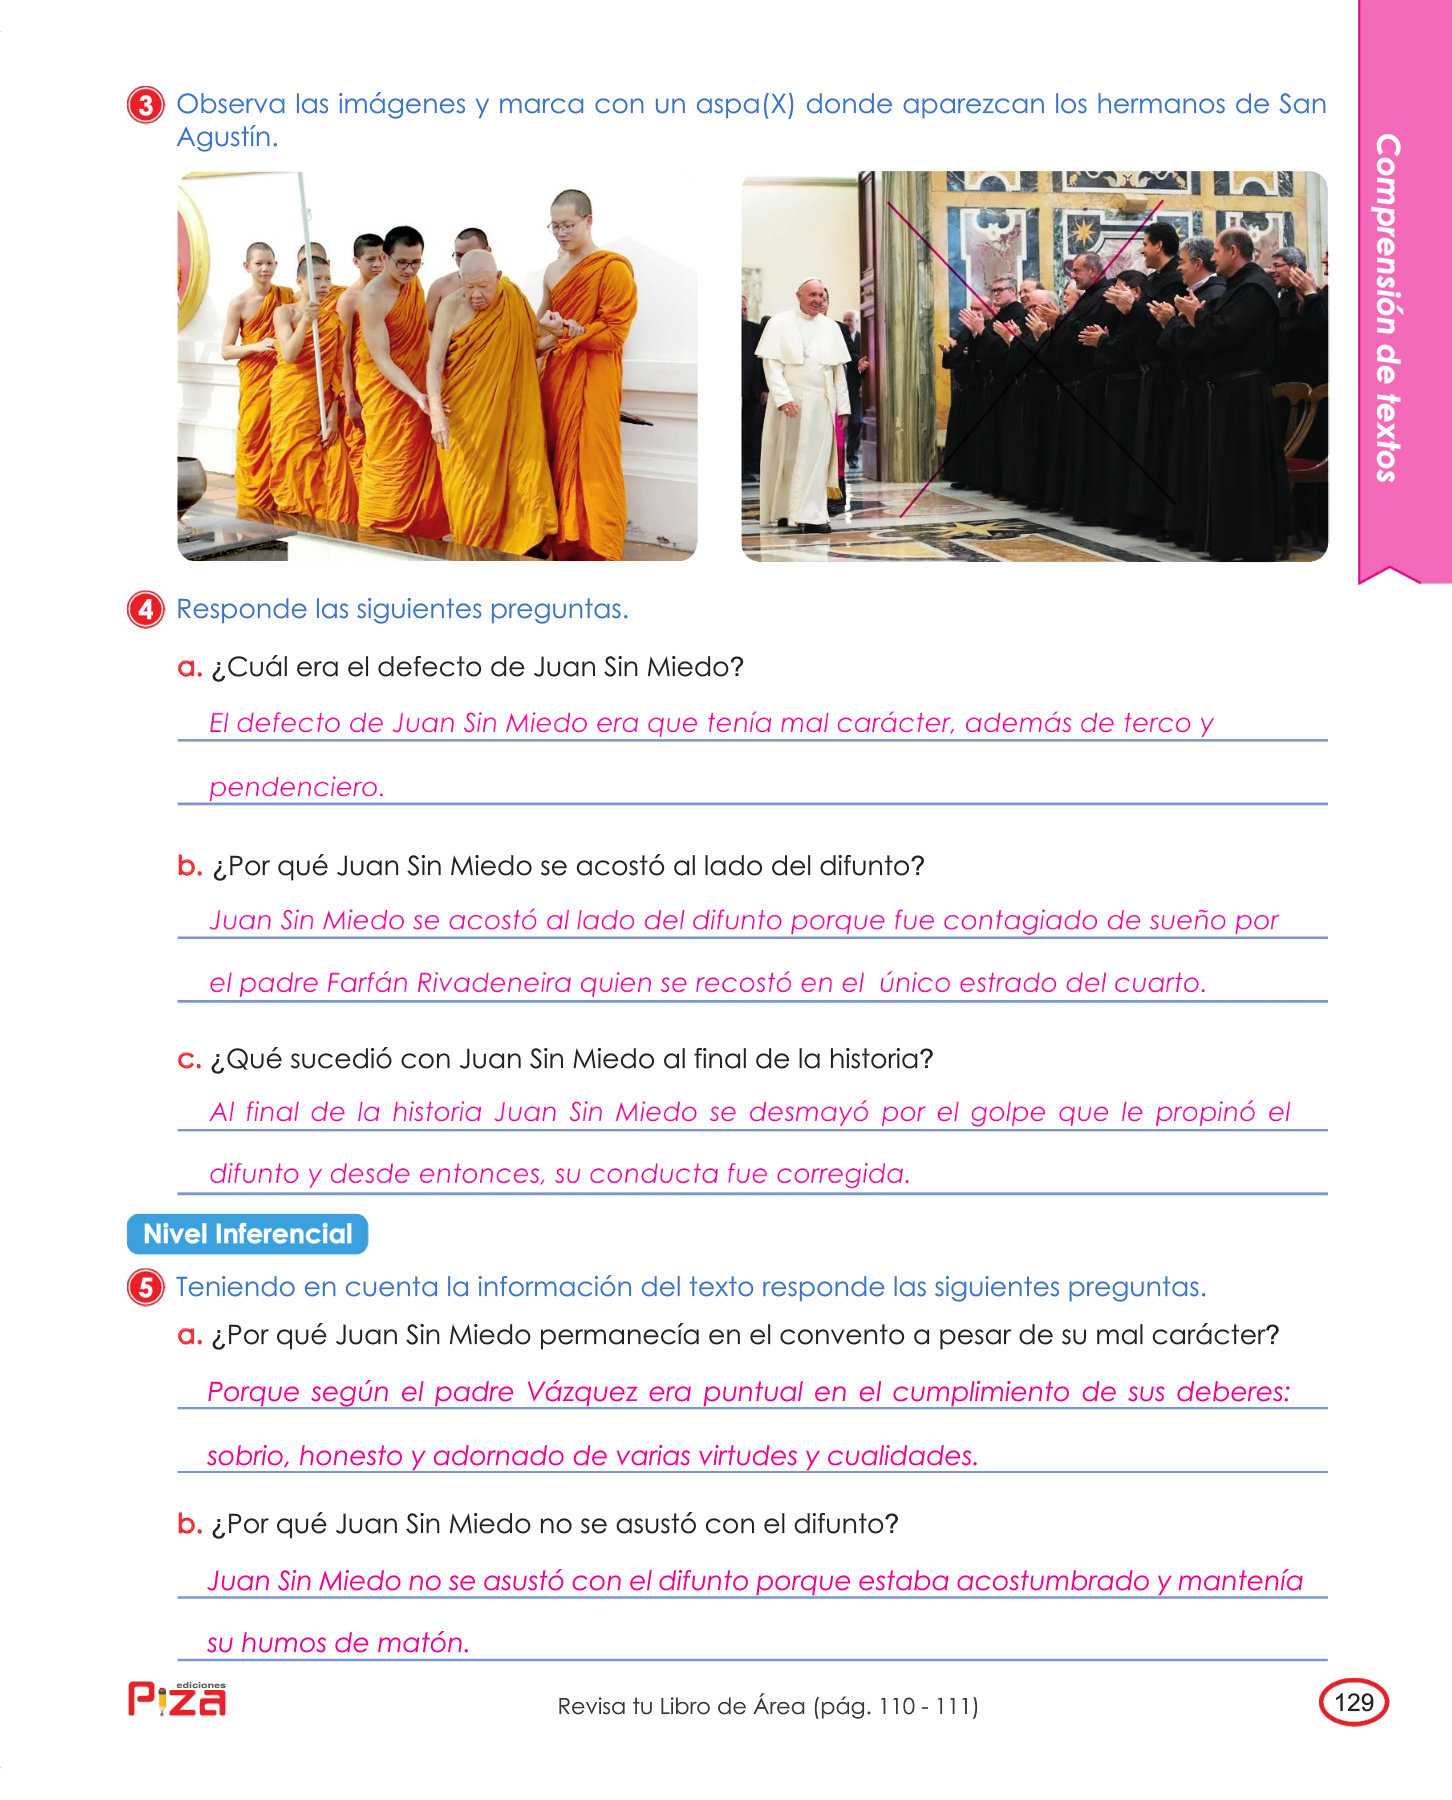 3 Observa las imágenes y marca con un aspa(X) donde aparezcan los hermanos de San
Agustín.
Comprensión de textos
4 Responde las siguientes preguntas.
a. ¿Cuál era el defecto de Juan Sin Miedo?
El defecto de Juan Sin Miedo era que tenía mal carácter, además de terco y
pendenciero.
b. ¿Por qué Juan Sin Miedo se acostó al lado del difunto?
Juan Sin Miedo se acostó al lado del difunto porque fue contagiado de sueño por
el padre Farfán Rivadeneira quien se recostó en el único estrado del cuarto.
c. ¿Qué sucedió con Juan Sin Miedo al final de la historia?
Al final de la historia Juan Sin Miedo se desmayó por el golpe que le propinó el
difunto y desde entonces, su conducta fue corregida.
Nivel Inferencial
5 Teniendo en cuenta la información del texto responde las siguientes preguntas.
a. ¿Por qué Juan Sin Miedo permanecía en el convento a pesar de su mal carácter?
Porque según el padre Vázquez era puntual en el cumplimiento de sus deberes:
sobrio, honesto y adornado de varias virtudes y cualidades.
b. ¿Por qué Juan Sin Miedo no se asustó con el difunto?
Juan Sin Miedo no se asustó con el difunto porque estaba acostumbrado y mantenía
su humos de matón.
ediciones
Piza
Revisa tu Libro de Área (pág. 110 - 111)
129